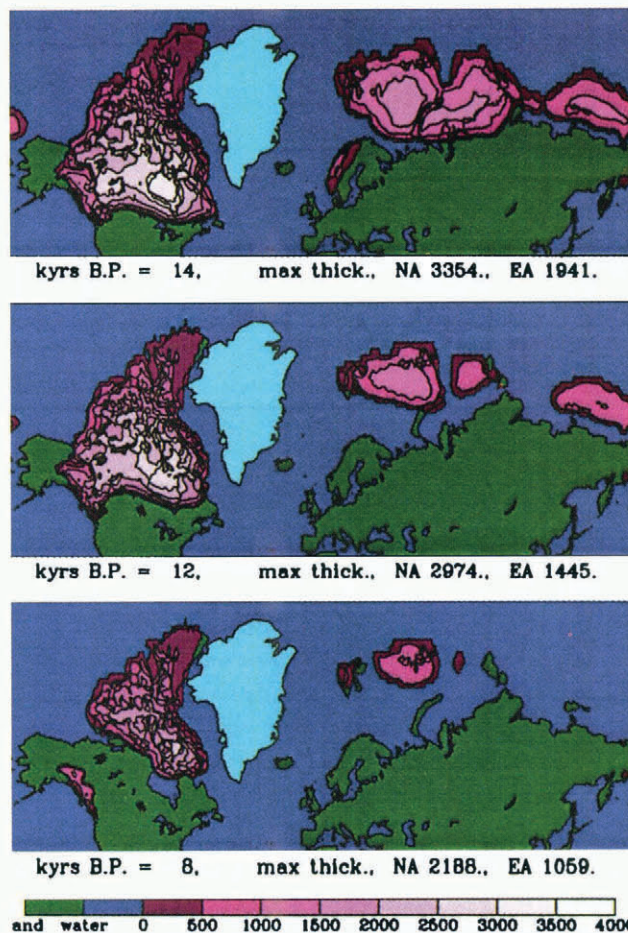 kyrs B.P. = 14, max thick., NA 3354., EA 1941.
kyrs B.P. = 12, max thick., NA 2974., EA 1445.
kyrs B.P. = 8, max thick., NA 2188., EA 1059.
and water 0 500 1000 1500 2000 2500 3000 3500 400